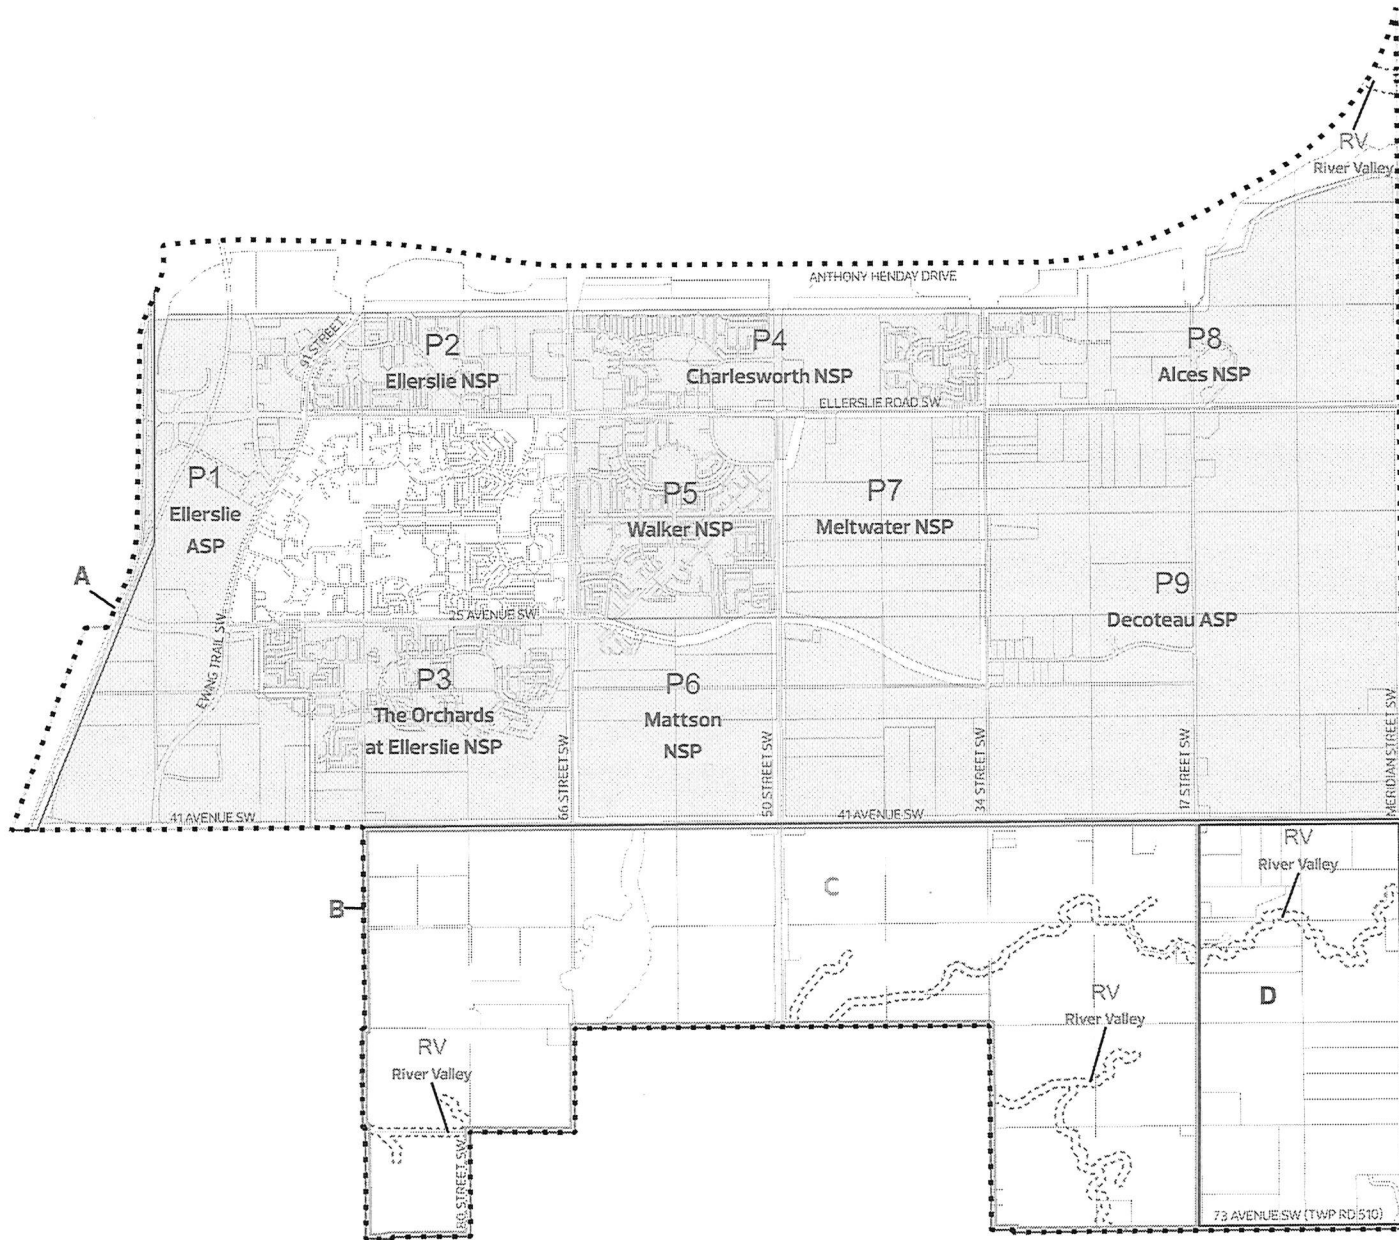 RV
River Valley
ANTHONY HENDAY DRIVE
91 STREET
P2
Ellerslie NSP
P4
Charlesworth NSP
P8
Alces NSP
ELLERSLIE ROAD SW
P1
Ellerslie
ASP
P5
Walker NSP
P7
Meltwater NSP
A
P9
Decoteau ASP
25 AVENUE SW
EWING TRAIL SW
P3
The Orchards
at Ellerslie NSP
P6
Mattson
NSP
66 STREET SW
50 STREET SW
34 STREET SW
17 STREET SW
MERIDIAN STREET SW
41 AVENUE SW
41 AVENUE SW
RV
River Valley
B
C
D
RV
River Valley
RV
River Valley
80 STREET SW
73 AVENUE SW (TWP RD 510)